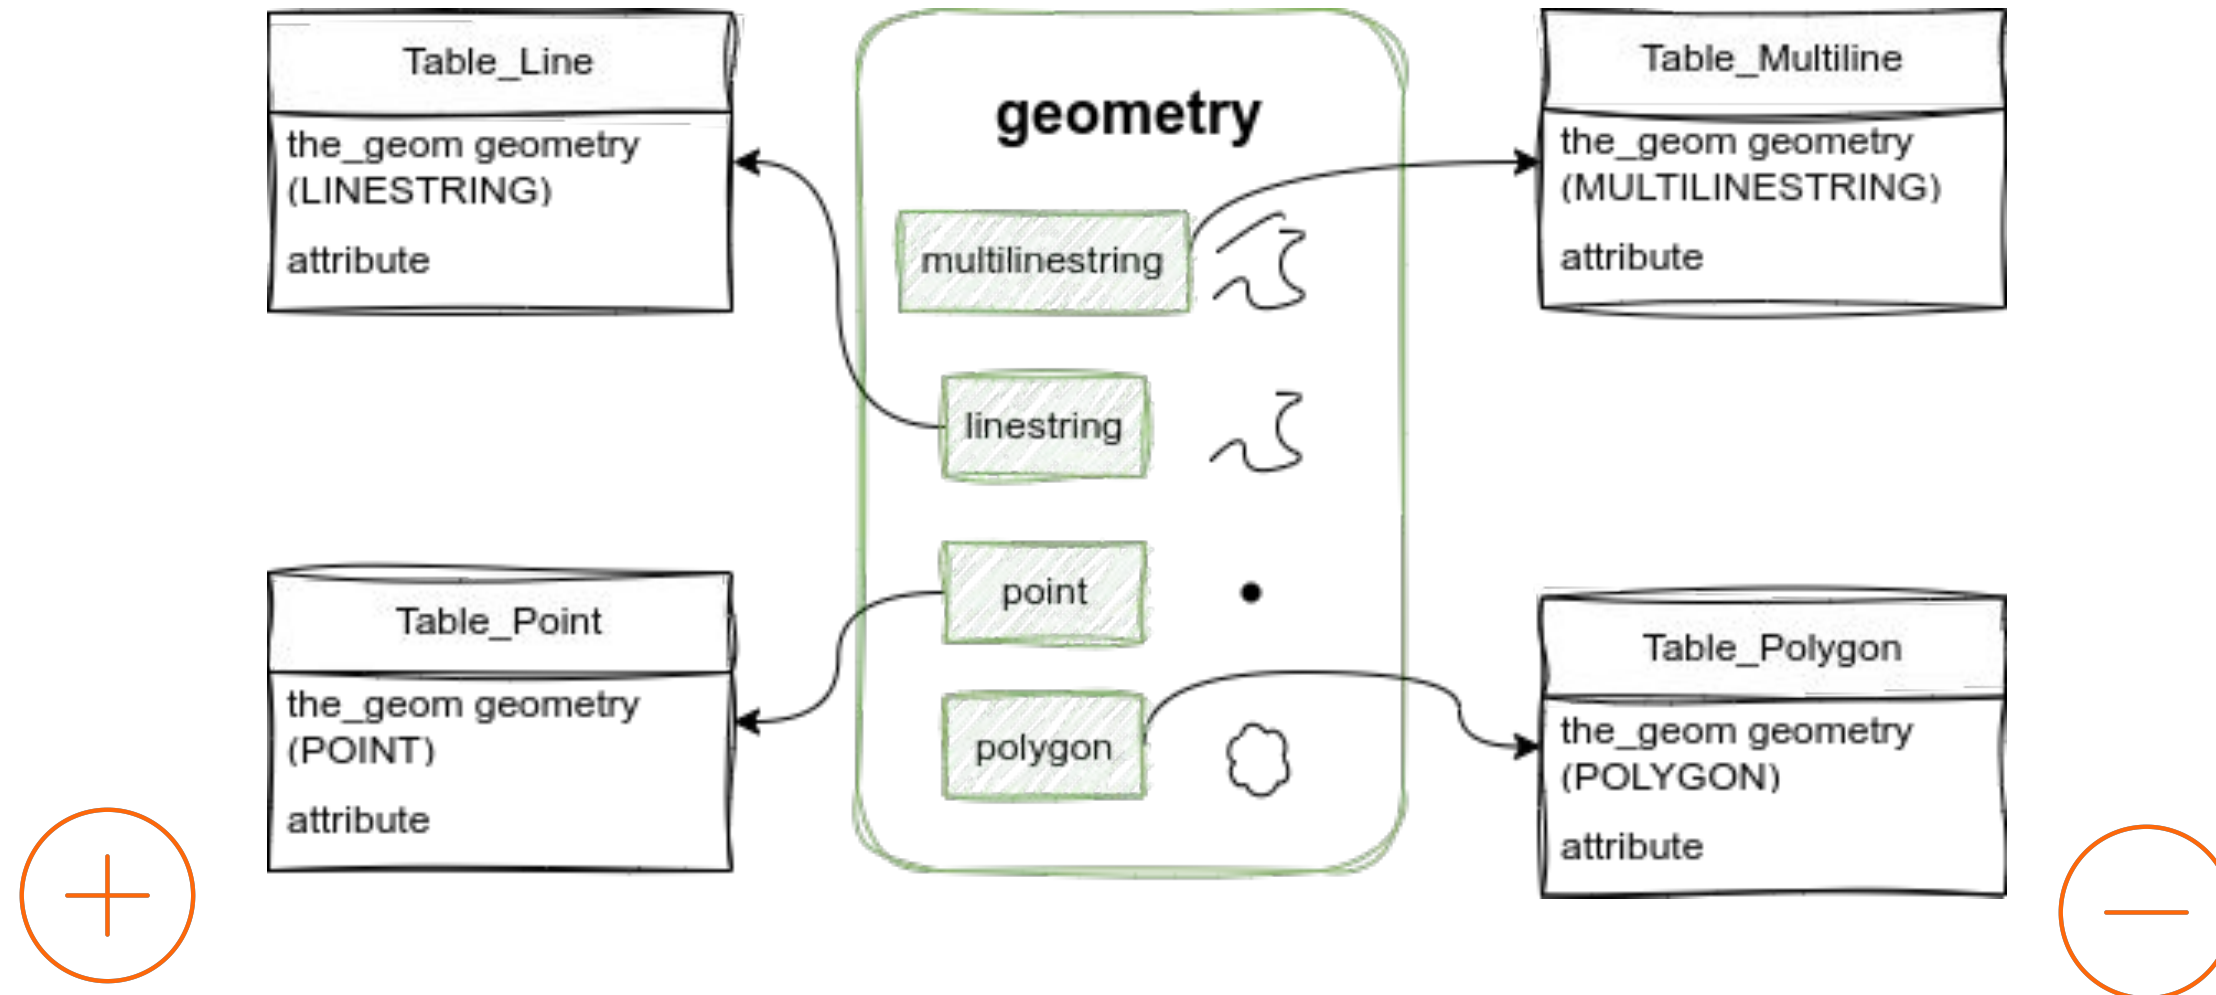 Table_Line
the_geom geometry
(LINESTRING)
attribute
geometry
multilinestring
linestring
point
polygon
Table_Multiline
the_geom geometry
(MULTILINESTRING)
attribute
Table_Point
the_geom geometry
(POINT)
attribute
Table_Polygon
the_geom geometry
(POLYGON)
attribute